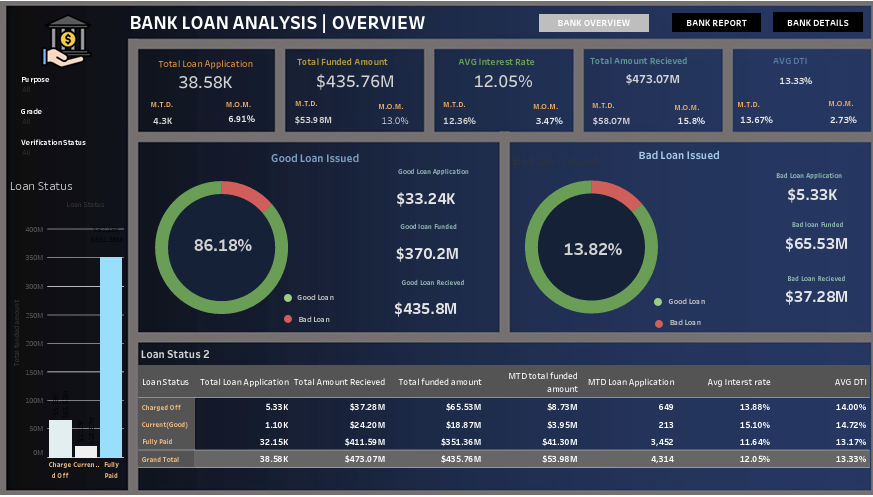 BANK LOAN ANALYSIS | OVERVIEW
BANK OVERVIEW
BANK REPORT
BANK DETAILS
Purpose
All
Grade
All
VerificationStatus
All
Total Loan Application
38.58K
M.T.D. M.O.M.
4.3K 6.91%
Total Funded Amount
$435.76M
M.T.D. M.O.M.
$53.98M 13.0%
AVG Interest Rate
12.05%
M.T.D. M.O.M.
12.36% 3.47%
Total Amount Recieved
$473.07M
M.T.D. M.O.M.
$58.07M 15.8%
AVG DTI
13.33%
M.T.D. M.O.M.
13.67% 2.73%
Loan Status
Loan Status
400M
350M
300M
250M
200M
150M
100M
50M
0M
Total funded amount
Charge Curren.. Fully
d Off Paid
Good Loan Issued
86.18%
Good Loan
Bad Loan
Good Loan Application
$33.24K
Good loan Funded
$370.2M
Good Loan Recieved
$435.8M
Bad Loan Issued
13.82%
Good Loan
Bad Loan
Bad Loan Application
$5.33K
Bad loan Funded
$65.53M
Bad Loan Recieved
$37.28M
Loan Status 2
Loan Status Total Loan Application Total Amount Recieved Total funded amount MTD total funded amount MTD Loan Application Avg Interst rate AVG DTI
Charged Off 5.33K $37.28M $65.53M $8.73M 649 13.88% 14.00%
Current(Good) 1.10K $24.20M $18.87M $3.95M 213 15.10% 14.72%
Fully Paid 32.15K $411.59M $351.36M $41.30M 3,452 11.64% 13.17%
Grand Total 38.58K $473.07M $435.76M $53.98M 4,314 12.05% 13.33%